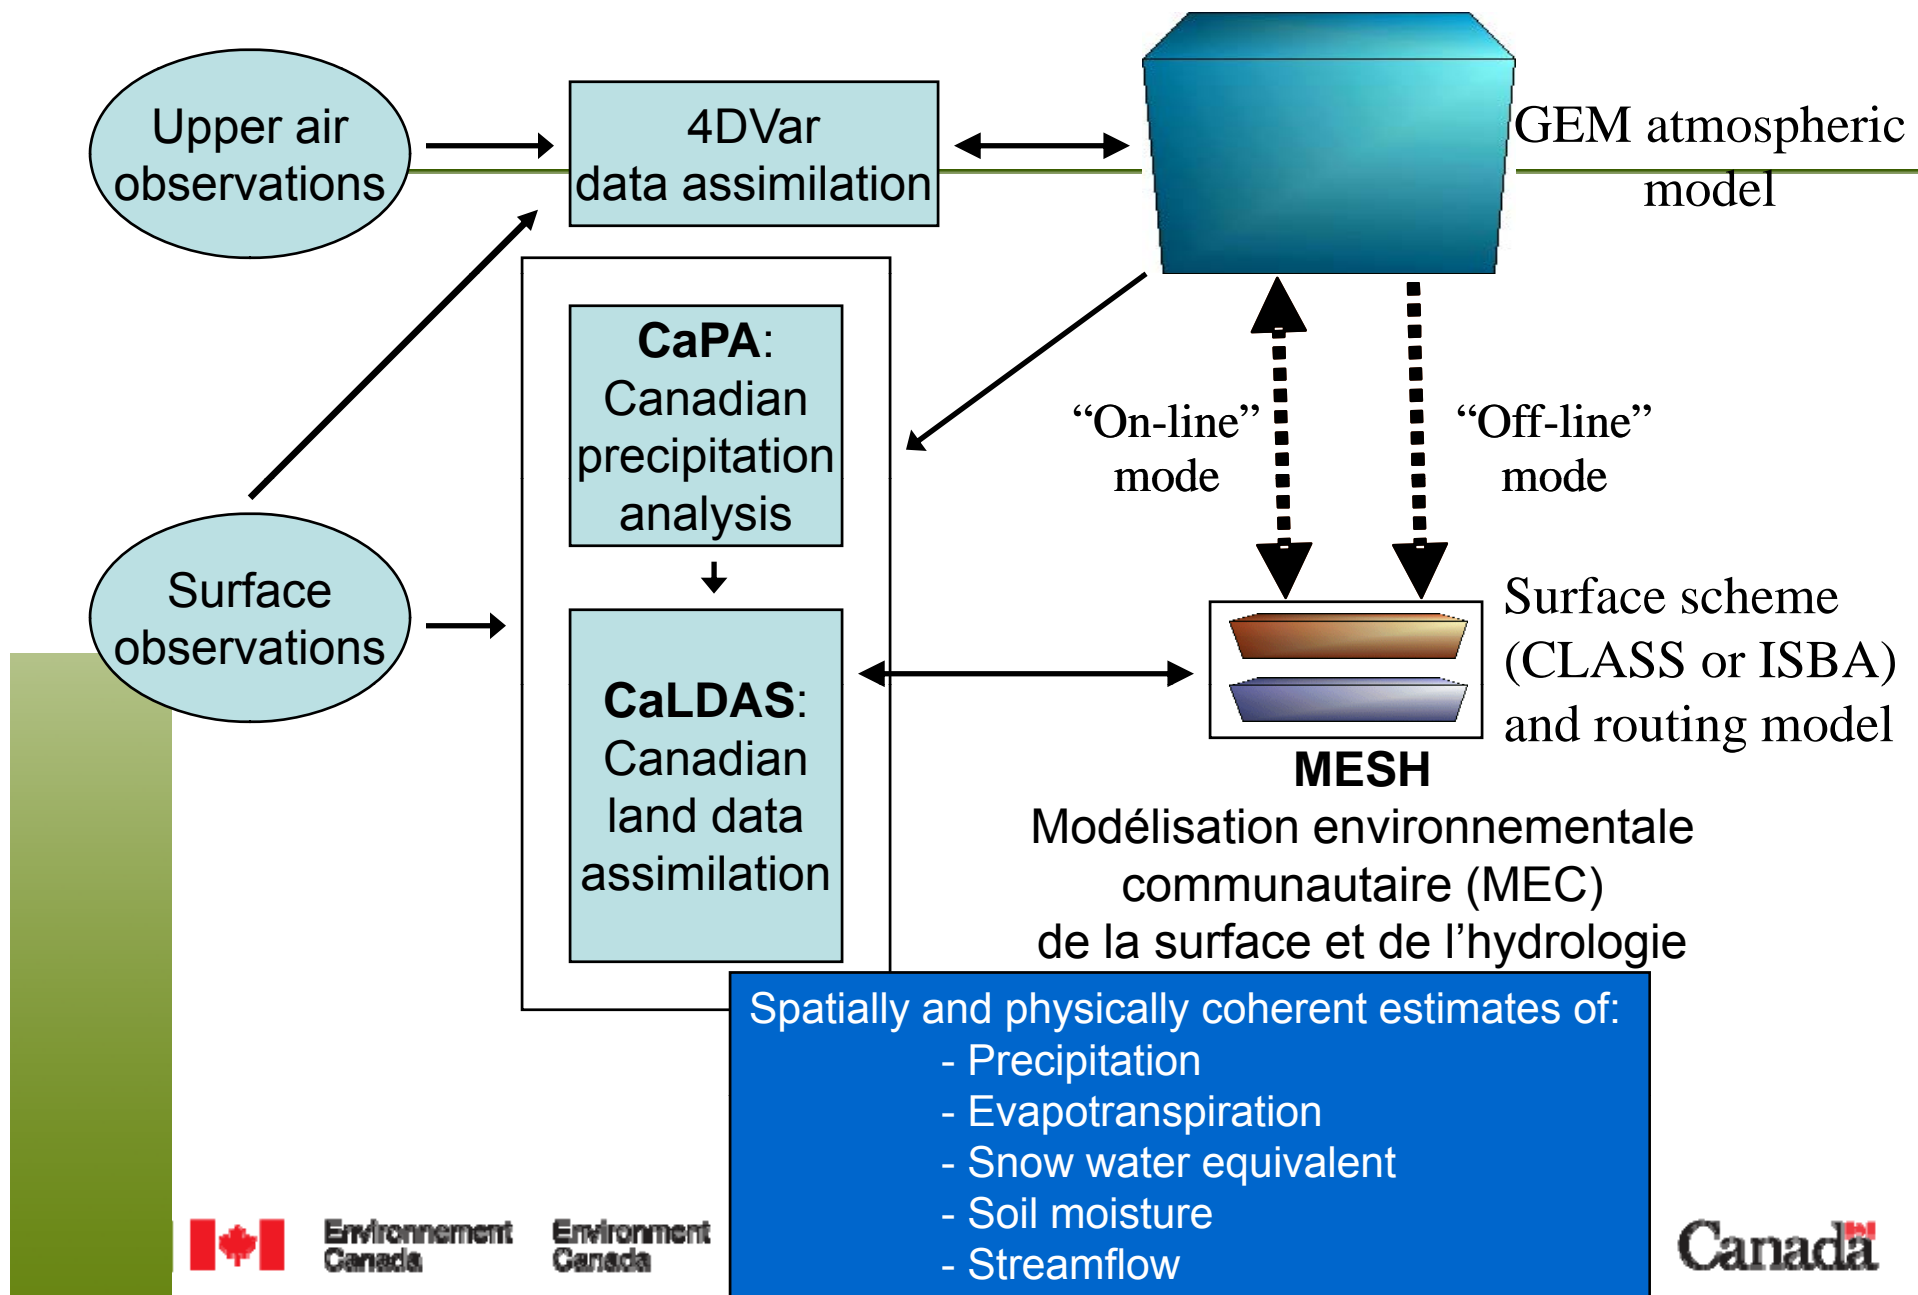 Upper air
observations
4DVar
data assimilation
GEM atmospheric
model
CaPA:
Canadian
precipitation
analysis
“On-line”
mode
“Off-line”
mode
Surface
observations
CaLDAS:
Canadian
land data
assimilation
Surface scheme
(CLASS or ISBA)
and routing model
MESH
Modélisation environnementale
communautaire (MEC)
de la surface et de l’hydrologie
Spatially and physically coherent estimates of:
- Precipitation
- Evapotranspiration
- Snow water equivalent
- Soil moisture
- Streamflow
Environnement
Canada
Environment
Canada
Canada